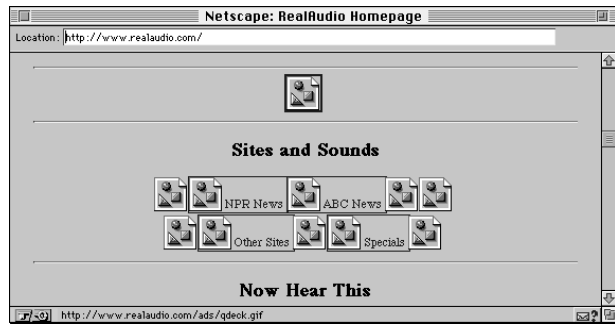 Netscape: RealAudio Homepage
Location: http://www.realaudio.com/
Sites and Sounds
NPR News ABC News
Other Sites Specials
Now Hear This
http://www.realaudio.com/ads/qdeck.gif ?